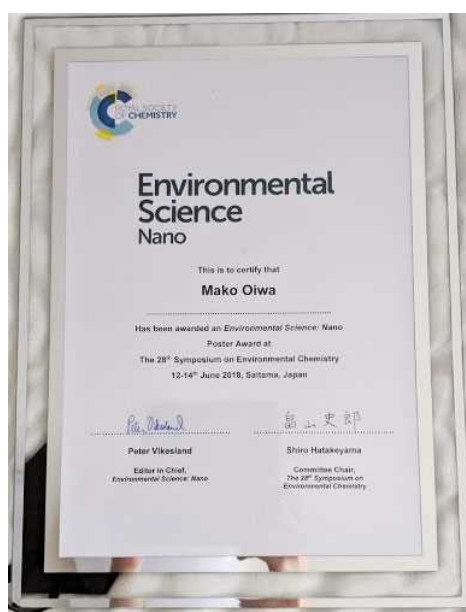 ROYAL SOCIETY
OF CHEMISTRY
Environmental
Science
Nano
This is to certify that
Mako Oiwa
Has been awarded an Environmental Science: Nano
Poster Award at
The 28th Symposium on Environmental Chemistry
12-14th June 2019, Saitama, Japan
Peter Vikesland 畠山史郎
Peter Vikesland Shiro Hatakeyama
Editor in Chief, Committee Chair,
Environmental Science: Nano The 28th Symposium on
Environmental Chemistry